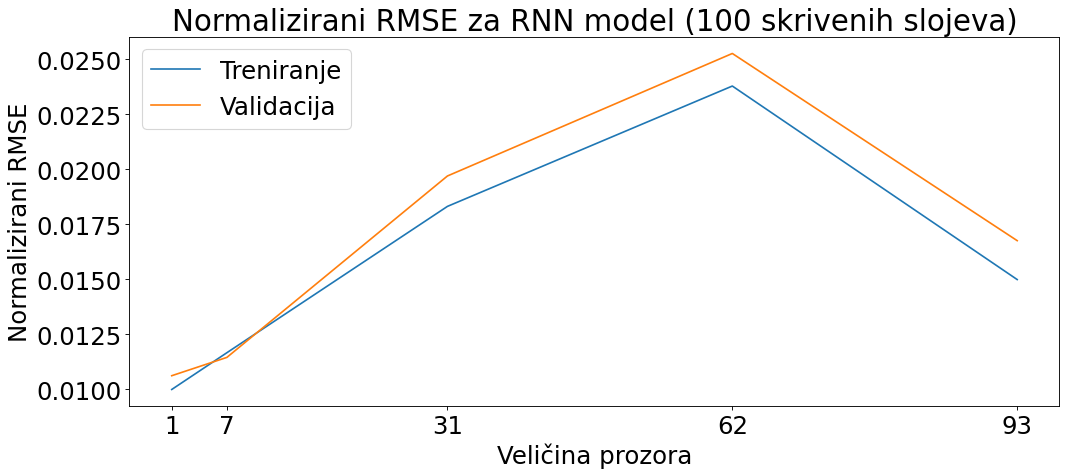 Normalizirani RMSE za RNN model (100 skrivenih slojeva)
Treniranje
Validacija
Normalizirani RMSE
0.0250
0.0225
0.0200
0.0175
0.0150
0.0125
0.0100
1 7 31 62 93
Veličina prozora